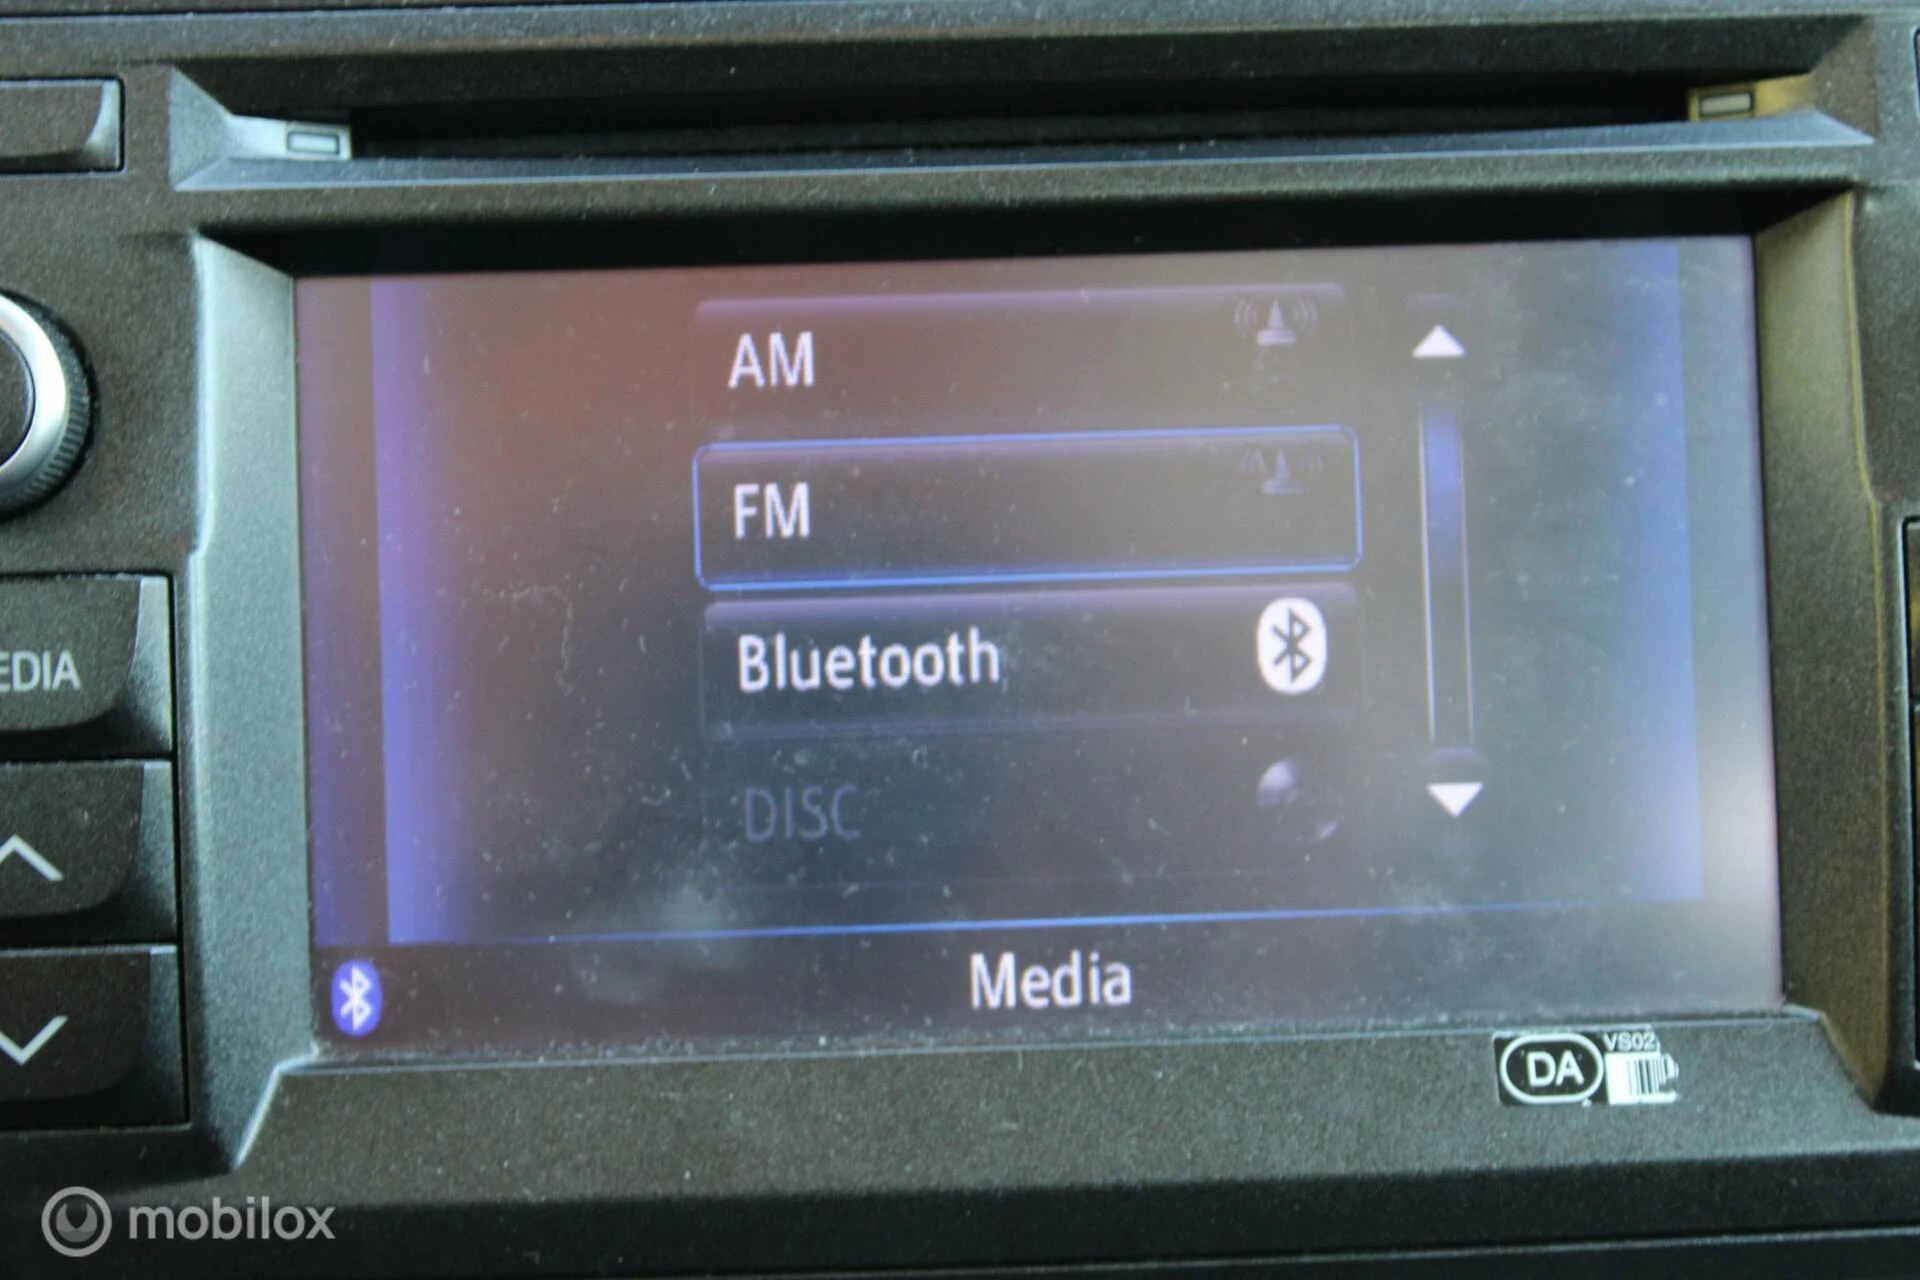 AM
FM
Bluetooth
DISC
EDIA
Media
VS02
DA
mobilox